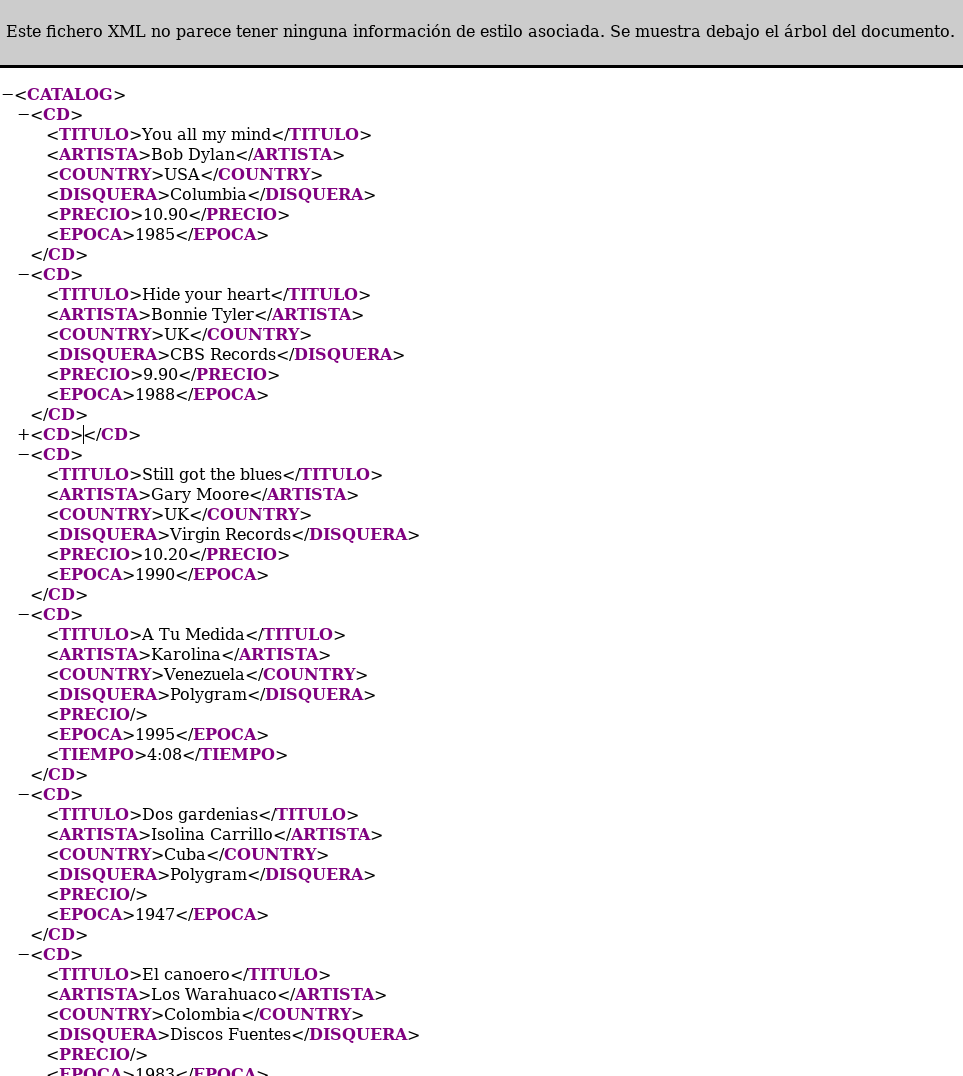 Este fichero XML no parece tener ninguna información de estilo asociada. Se muestra debajo el árbol del documento.
−<CATALOG>
−<CD>
<TITULO>You all my mind</TITULO>
<ARTISTA>Bob Dylan</ARTISTA>
<COUNTRY>USA</COUNTRY>
<DISQUERA>Columbia</DISQUERA>
<PRECIO>10.90</PRECIO>
<EPOCA>1985</EPOCA>
</CD>
−<CD>
<TITULO>Hide your heart</TITULO>
<ARTISTA>Bonnie Tyler</ARTISTA>
<COUNTRY>UK</COUNTRY>
<DISQUERA>CBS Records</DISQUERA>
<PRECIO>9.90</PRECIO>
<EPOCA>1988</EPOCA>
</CD>
+<CD></CD>
−<CD>
<TITULO>Still got the blues</TITULO>
<ARTISTA>Gary Moore</ARTISTA>
<COUNTRY>UK</COUNTRY>
<DISQUERA>Virgin Records</DISQUERA>
<PRECIO>10.20</PRECIO>
<EPOCA>1990</EPOCA>
</CD>
−<CD>
<TITULO>A Tu Medida</TITULO>
<ARTISTA>Karolina</ARTISTA>
<COUNTRY>Venezuela</COUNTRY>
<DISQUERA>Polygram</DISQUERA>
<PRECIO/>
<EPOCA>1995</EPOCA>
<TIEMPO>4:08</TIEMPO>
</CD>
−<CD>
<TITULO>Dos gardenias</TITULO>
<ARTISTA>Isolina Carrillo</ARTISTA>
<COUNTRY>Cuba</COUNTRY>
<DISQUERA>Polygram</DISQUERA>
<PRECIO/>
<EPOCA>1947</EPOCA>
</CD>
−<CD>
<TITULO>El canoero</TITULO>
<ARTISTA>Los Warahuaco</ARTISTA>
<COUNTRY>Colombia</COUNTRY>
<DISQUERA>Discos Fuentes</DISQUERA>
<PRECIO/>
<EPOCA>1983</EPOCA>